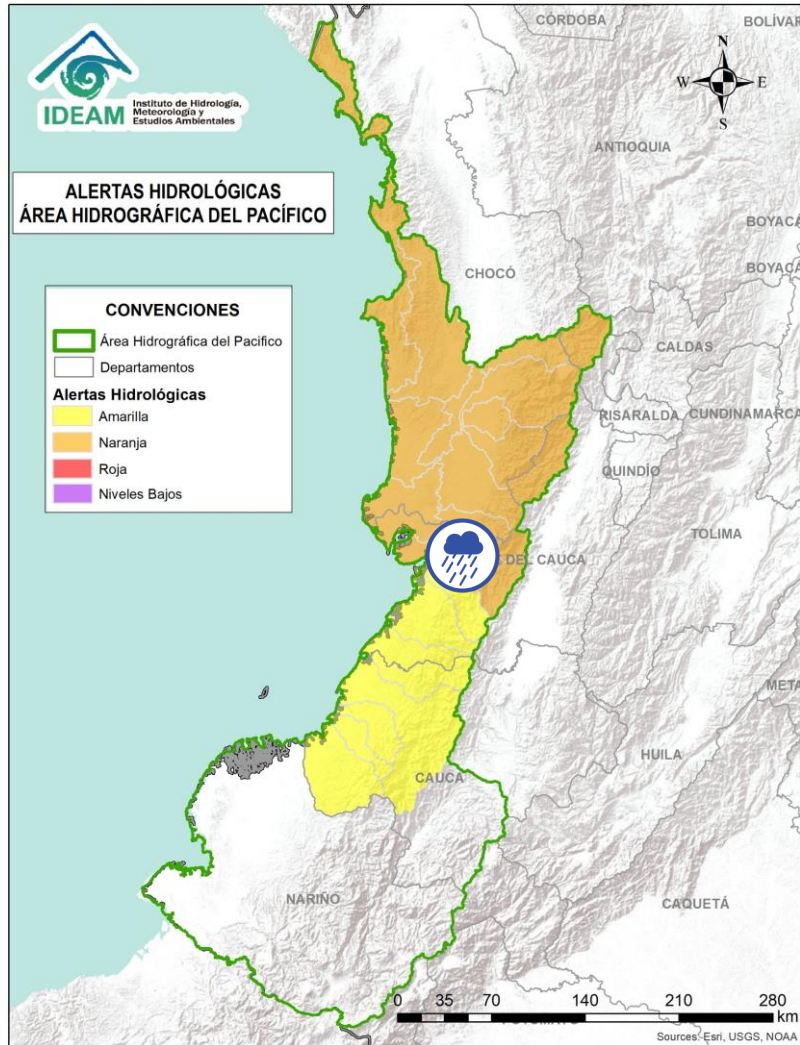 IDEAM
Instituto de Hidrología,
Meteorología y
Estudios Ambientales
ALERTAS HIDROLÓGICAS
ÁREA HIDROGRÁFICA DEL PACÍFICO
CONVENCIONES
Área Hidrográfica del Pacifico
Departamentos
Alertas Hidrológicas
Amarilla
Naranja
Roja
Niveles Bajos
N
W E
S
CÓRDOBA
BOLÍVAR
ANTIOQUIA
BOYACÁ
BOYACÁ
CHOCÓ
CALDAS
RISARALDA
CUNDINAMARCA
QUINDÍO
TOLIMA
DEL CAUCA
META
HUILA
CAUCA
NARIÑO
CAQUETÁ
0 35 70 140 210 280
km
Sources: Esri, USGS, NOAA